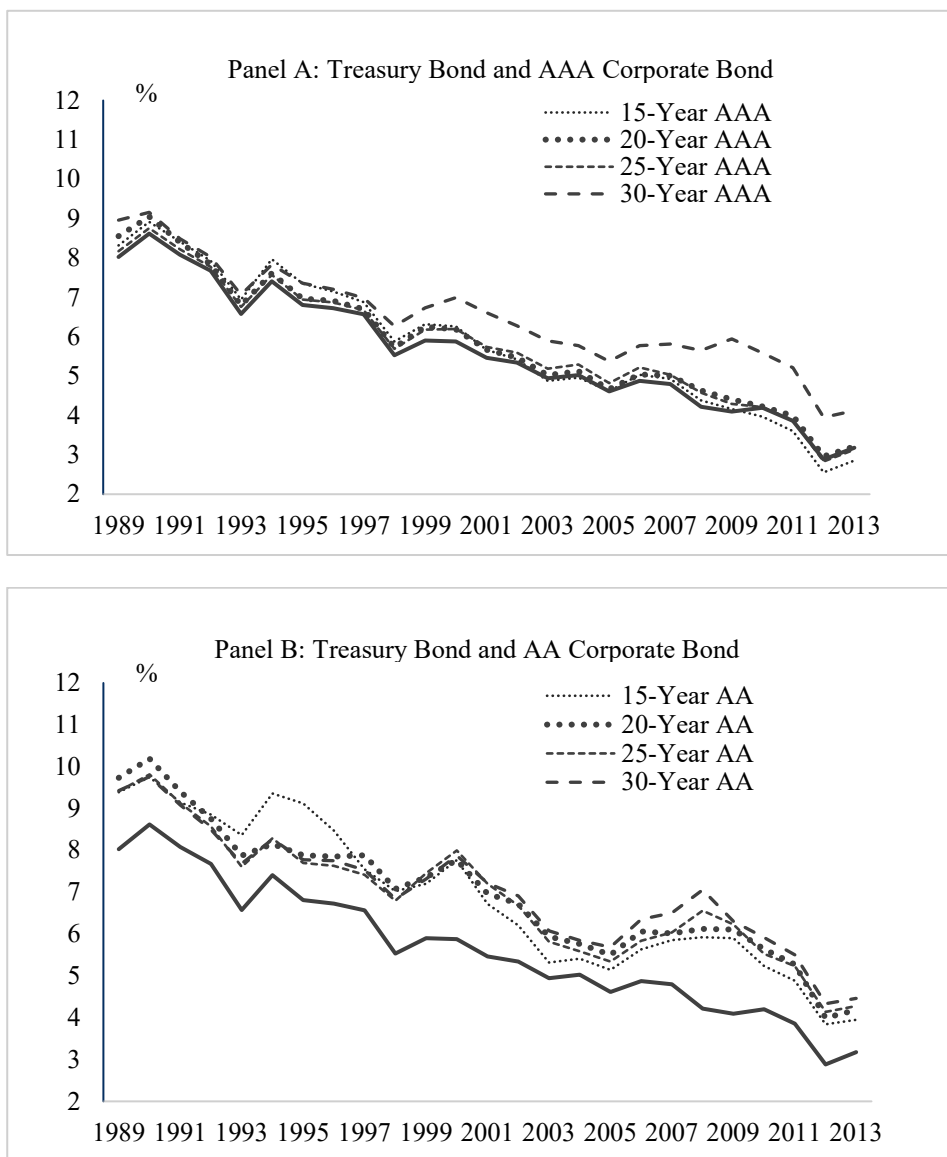 Panel A: Treasury Bond and AAA Corporate Bond
%
12
11
10
9
8
7
6
5
4
3
2
15-Year AAA
20-Year AAA
25-Year AAA
30-Year AAA
1989 1991 1993 1995 1997 1999 2001 2003 2005 2007 2009 2011 2013
Panel B: Treasury Bond and AA Corporate Bond
%
12
11
10
9
8
7
6
5
4
3
2
15-Year AA
20-Year AA
25-Year AA
30-Year AA
1989 1991 1993 1995 1997 1999 2001 2003 2005 2007 2009 2011 2013